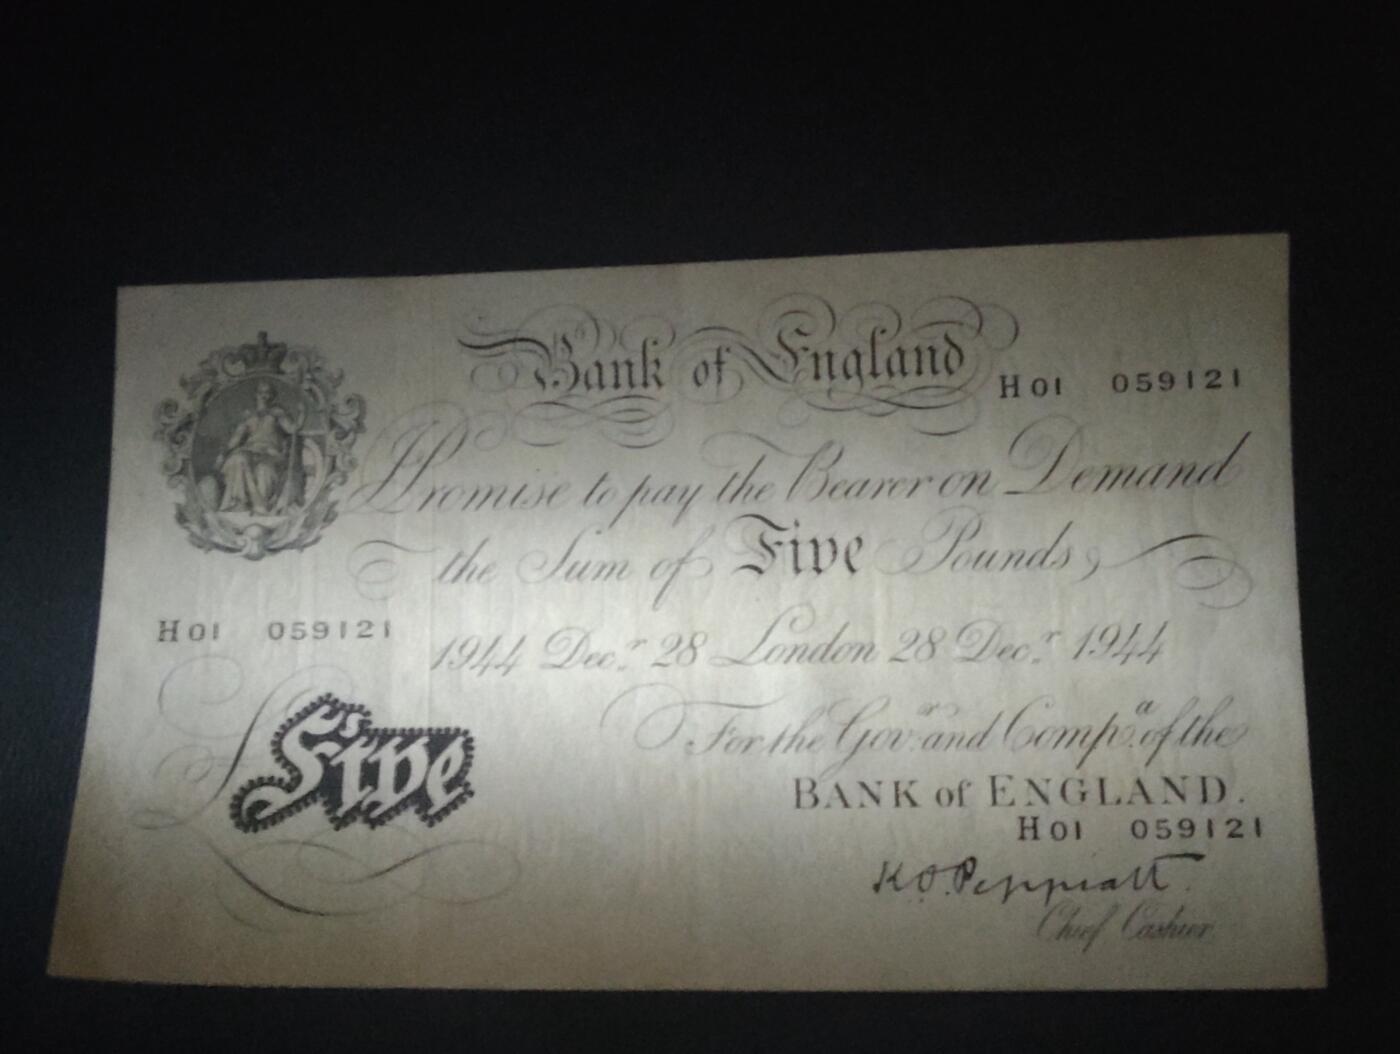 Bank of England
H01 059121
I Promise to pay the Bearer on Demand
the Sum of Five Pounds
H01 059121
1944 Decr. 28 London 28 Decr. 1944
For the Govr. and Compa. of the
BANK of ENGLAND.
£Five
H01 059121
K.O. Peppiatt
Chief Cashier